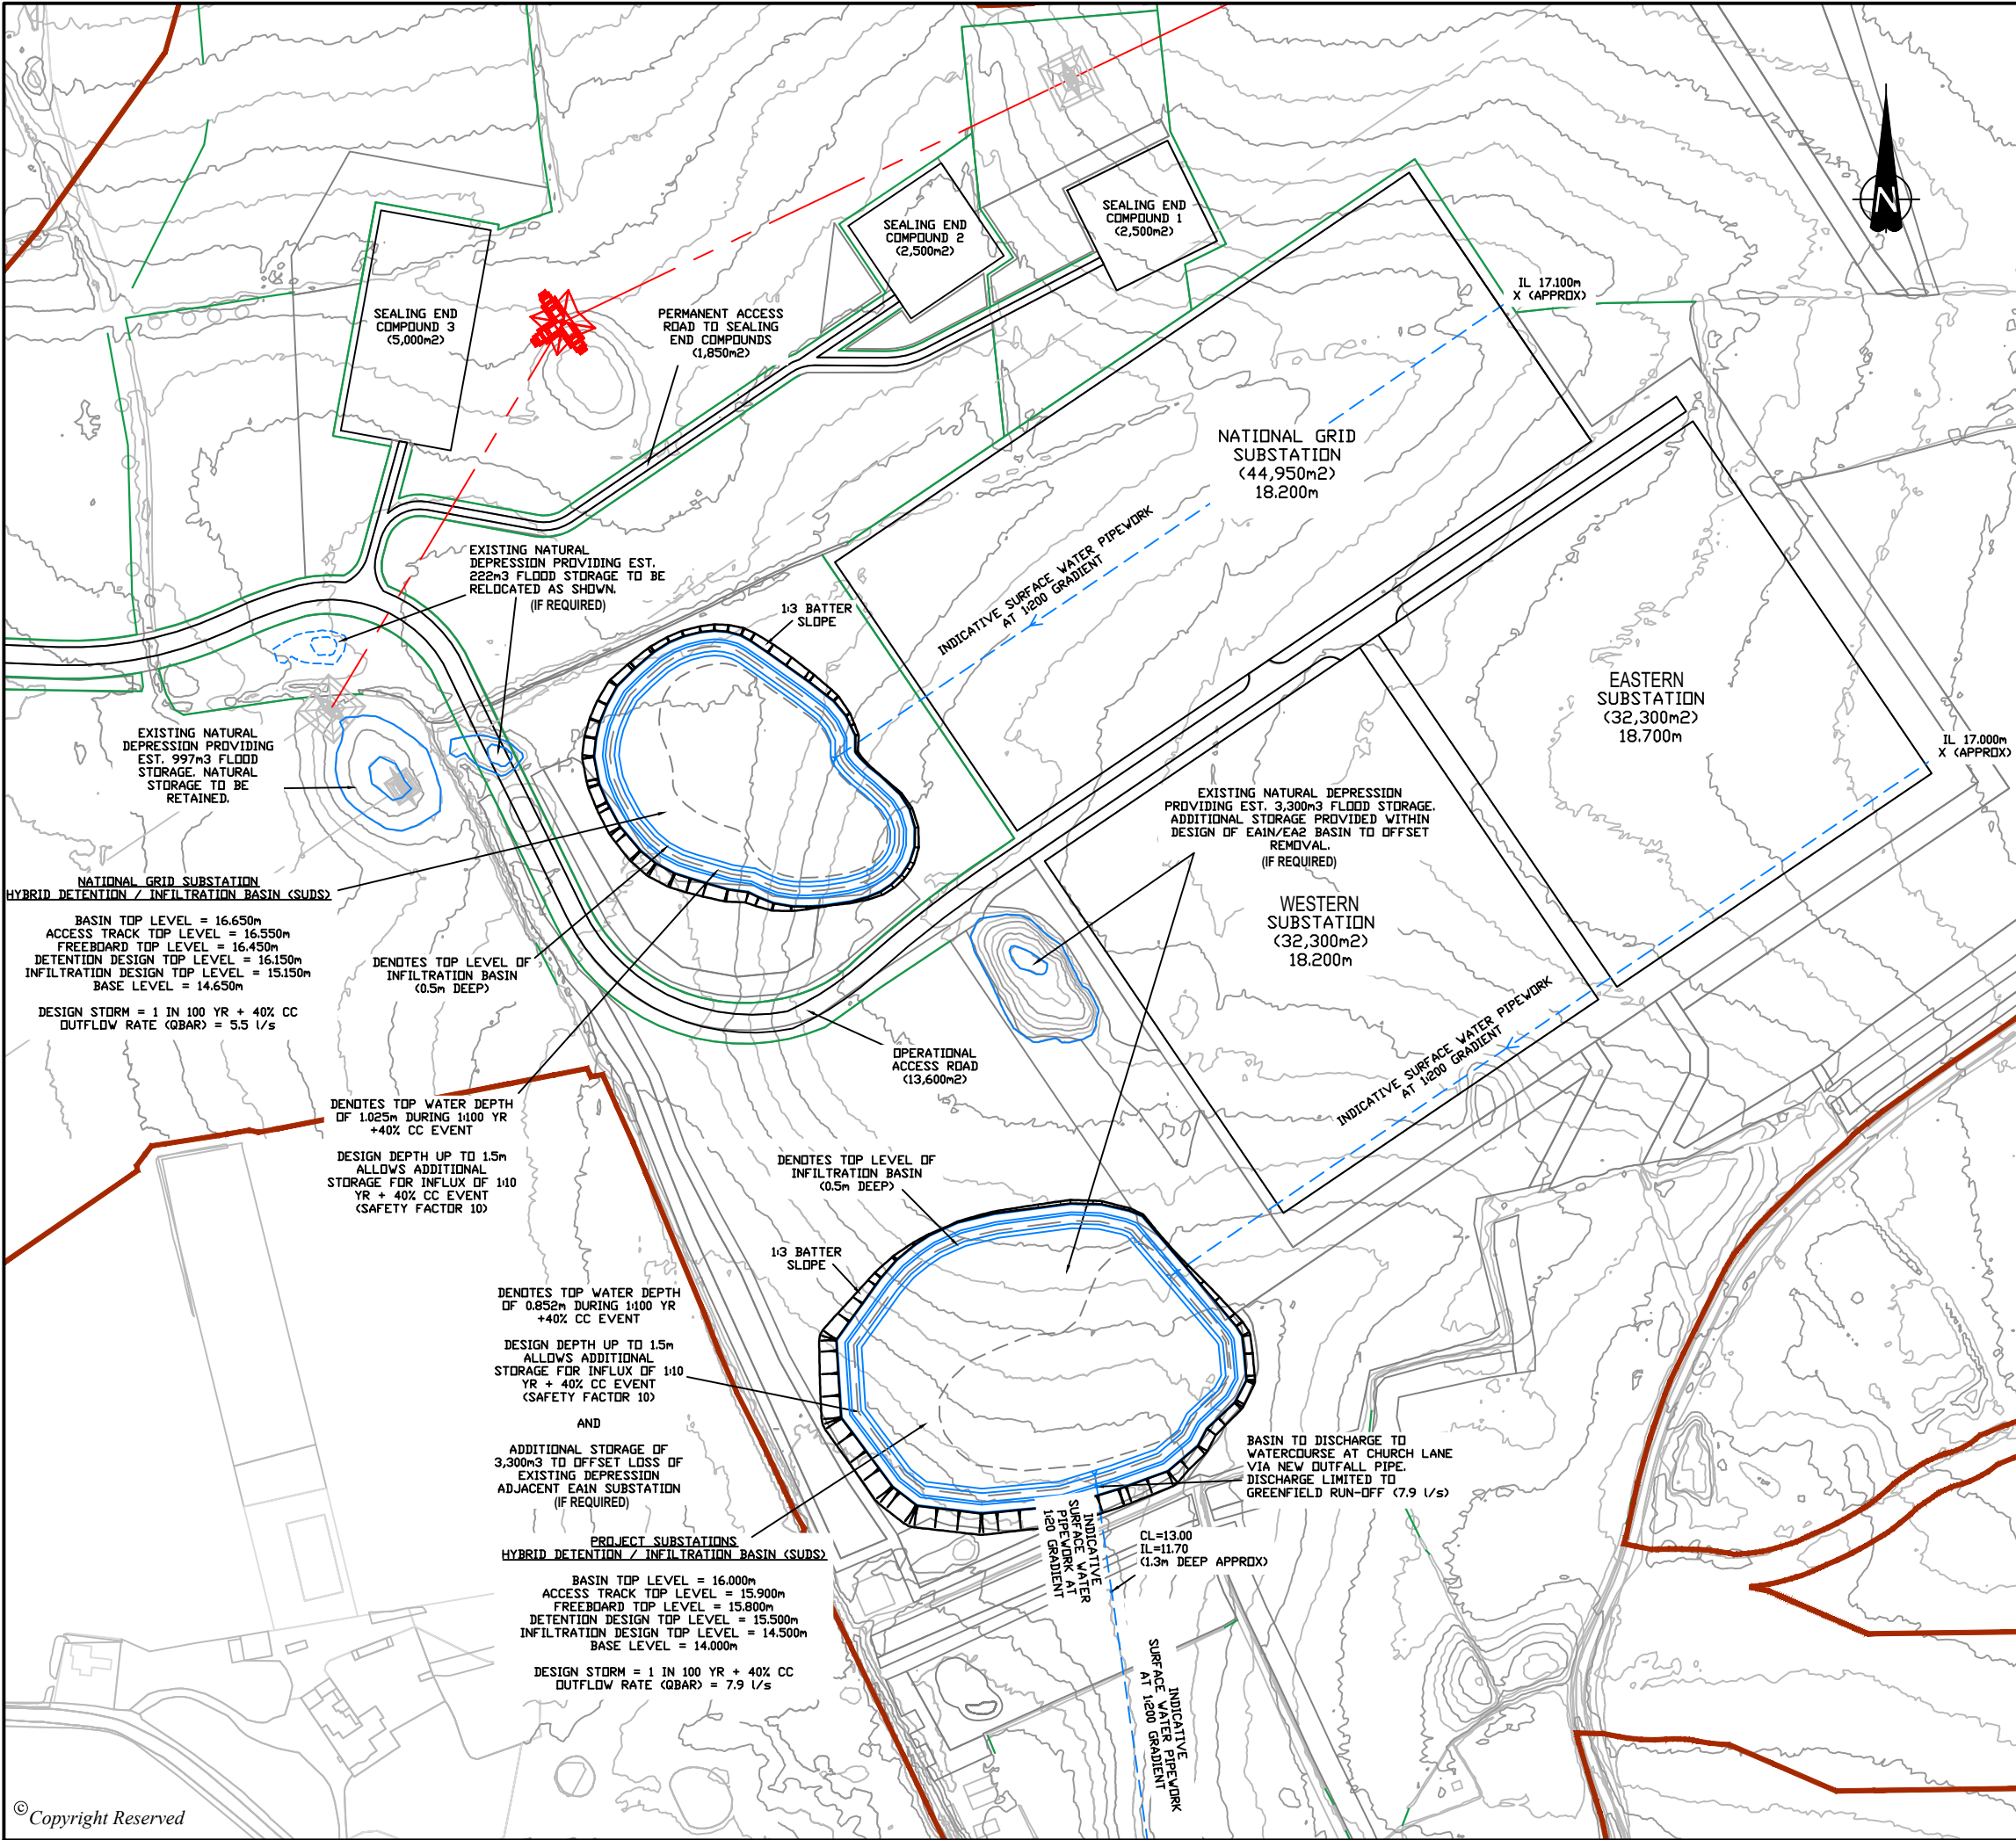 N
SEALING END
COMPOUND 1
(2,500m2)
SEALING END
COMPOUND 2
(2,500m2)
SEALING END
COMPOUND 3
(5,000m2)
PERMANENT ACCESS
ROAD TO SEALING
END COMPOUNDS
(1,850m2)
IL 17.100m
X (APPROX)
NATIONAL GRID
SUBSTATION
(44,950m2)
18.200m
INDICATIVE SURFACE WATER PIPEWORK
AT 1:200 GRADIENT
EXISTING NATURAL
DEPRESSION PROVIDING EST.
222m3 FLOOD STORAGE TO BE
RELOCATED AS SHOWN.
(IF REQUIRED)
1:3 BATTER
SLOPE
EASTERN
SUBSTATION
(32,300m2)
18.700m
IL 17.000m
X (APPROX)
EXISTING NATURAL
DEPRESSION PROVIDING
EST. 997m3 FLOOD
STORAGE. NATURAL
STORAGE TO BE
RETAINED.
EXISTING NATURAL DEPRESSION
PROVIDING EST. 3,300m3 FLOOD STORAGE.
ADDITIONAL STORAGE PROVIDED WITHIN
DESIGN OF EA1N/EA2 BASIN TO OFFSET
REMOVAL.
(IF REQUIRED)
NATIONAL GRID SUBSTATION
HYBRID DETENTION / INFILTRATION BASIN (SUDS)
BASIN TOP LEVEL = 16.650m
ACCESS TRACK TOP LEVEL = 16.550m
FREEBOARD TOP LEVEL = 16.450m
DETENTION DESIGN TOP LEVEL = 16.150m
INFILTRATION DESIGN TOP LEVEL = 15.150m
BASE LEVEL = 14.650m
DESIGN STORM = 1 IN 100 YR + 40% CC
OUTFLOW RATE (QBAR) = 5.5 l/s
WESTERN
SUBSTATION
(32,300m2)
18.200m
DENOTES TOP LEVEL OF
INFILTRATION BASIN
(0.5m DEEP)
INDICATIVE SURFACE WATER PIPEWORK
AT 1:200 GRADIENT
OPERATIONAL
ACCESS ROAD
(13,600m2)
DENOTES TOP WATER DEPTH
OF 1.025m DURING 1:100 YR
+40% CC EVENT
DESIGN DEPTH UP TO 1.5m
ALLOWS ADDITIONAL
STORAGE FOR INFLUX OF 1:10
YR + 40% CC EVENT
(SAFETY FACTOR 10)
DENOTES TOP LEVEL OF
INFILTRATION BASIN
(0.5m DEEP)
1:3 BATTER
SLOPE
DENOTES TOP WATER DEPTH
OF 0.852m DURING 1:100 YR
+40% CC EVENT
DESIGN DEPTH UP TO 1.5m
ALLOWS ADDITIONAL
STORAGE FOR INFLUX OF 1:10
YR + 40% CC EVENT
(SAFETY FACTOR 10)
AND
ADDITIONAL STORAGE OF
3,300m3 TO OFFSET LOSS OF
EXISTING DEPRESSION
ADJACENT EA1N SUBSTATION
(IF REQUIRED)
BASIN TO DISCHARGE TO
WATERCOURSE AT CHURCH LANE
VIA NEW OUTFALL PIPE.
DISCHARGE LIMITED TO
GREENFIELD RUN-OFF (7.9 l/s)
INDICATIVE
SURFACE WATER
PIPEWORK AT
1:20 GRADIENT
CL=13.00
IL=11.70
(1.3m DEEP APPROX)
PROJECT SUBSTATIONS
HYBRID DETENTION / INFILTRATION BASIN (SUDS)
BASIN TOP LEVEL = 16.000m
ACCESS TRACK TOP LEVEL = 15.900m
FREEBOARD TOP LEVEL = 15.800m
DETENTION DESIGN TOP LEVEL = 15.500m
INFILTRATION DESIGN TOP LEVEL = 14.500m
BASE LEVEL = 14.000m
DESIGN STORM = 1 IN 100 YR + 40% CC
OUTFLOW RATE (QBAR) = 7.9 l/s
INDICATIVE
SURFACE WATER PIPEWORK
AT 1:200 GRADIENT
© Copyright Reserved